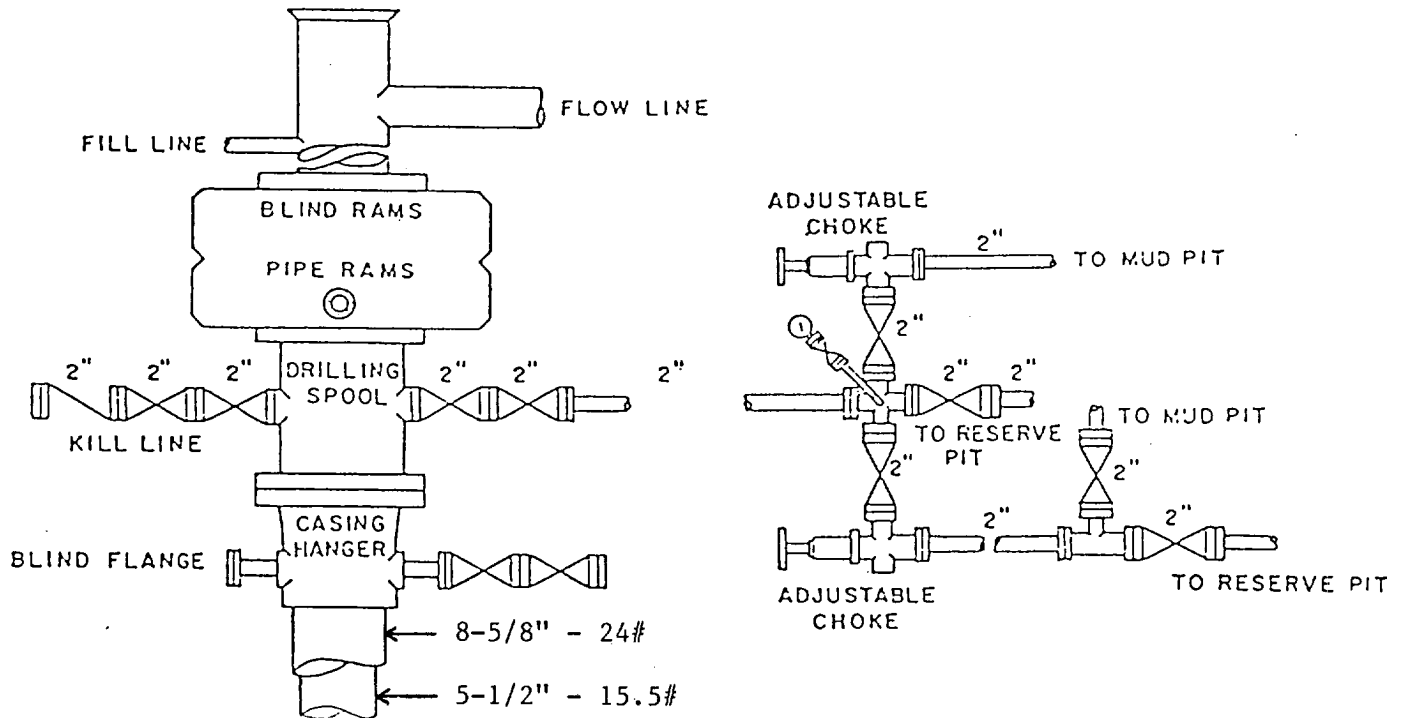 FLOW LINE
FILL LINE
BLIND RAMS
PIPE RAMS
2" 2" 2" DRILLING SPOOL 2" 2" 2"
KILL LINE
CASING
HANGER
BLIND FLANGE
8-5/8" - 24#
5-1/2" - 15.5#
ADJUSTABLE
CHOKE
2"
TO MUD PIT
2"
2" 2"
TO RESERVE
PIT
TO MUD PIT
2"
2"
2"
2"
TO RESERVE PIT
ADJUSTABLE
CHOKE